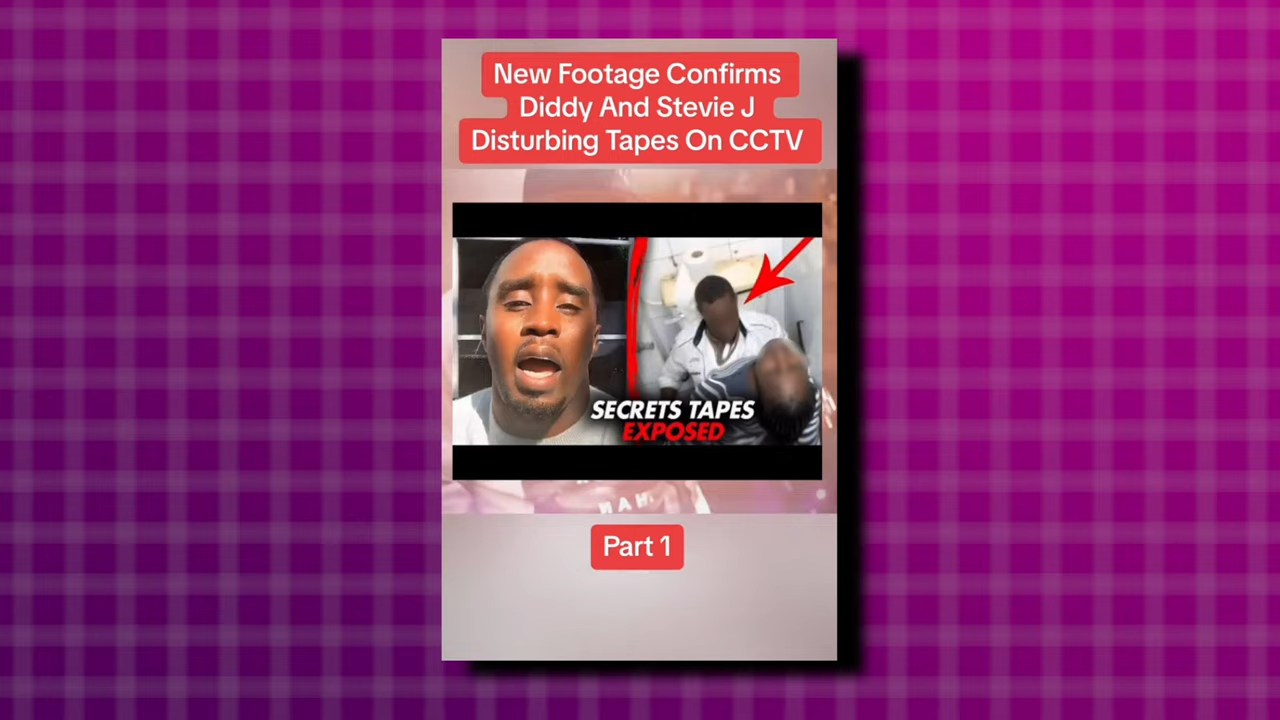 New Footage Confirms
Diddy And Stevie J
Disturbing Tapes On CCTV
SECRETS TAPES
EXPOSED
Part 1